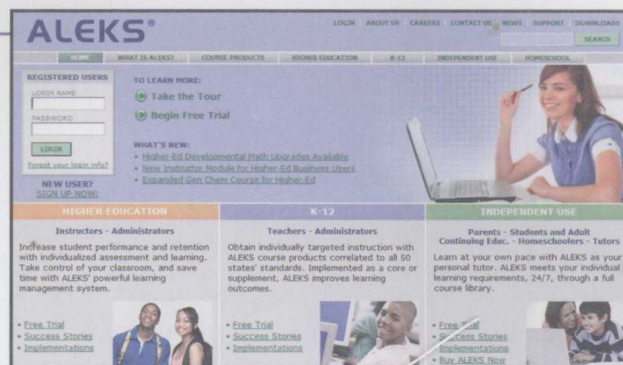 ALEKS®
LOGIN ABOUT US CAREERS CONTACT US NEWS SUPPORT DOWNLOADS
SEARCH
HOME WHAT IS ALEKS? COURSE PRODUCTS HIGHER EDUCATION K-12 INDEPENDENT USE HOMESCHOOL
REGISTERED USERS
LOGIN NAME
PASSWORD
LOGIN
Forgot your login info?
NEW USER?
SIGN UP NOW!
TO LEARN MORE:
Take the Tour
Begin Free Trial
WHAT'S NEW:
• Higher-Ed Developmental Math Upgrades Available
• New Instructor Module for Higher-Ed Business Users
• Expanded Gen Chem Course for Higher-Ed
HIGHER EDUCATION
Instructors - Administrators
Increase student performance and retention
with individualized assessment and learning.
Take control of your classroom, and save
time with ALEKS' powerful learning
management system.
• Free Trial
• Success Stories
• Implementations
K-12
Teachers - Administrators
Obtain individually targeted instruction with
ALEKS course products correlated to all 50
states' standards. Implemented as a core or
supplement, ALEKS improves learning
outcomes.
• Free Trial
• Success Stories
• Implementations
INDEPENDENT USE
Parents - Students and Adult
Continuing Educ. - Homeschoolers - Tutors
Learn at your own pace with ALEKS as your
personal tutor. ALEKS meets your individual
learning requirements, 24/7, through a full
course library.
• Free Trial
• Success Stories
• Implementations
• Buy ALEKS Now